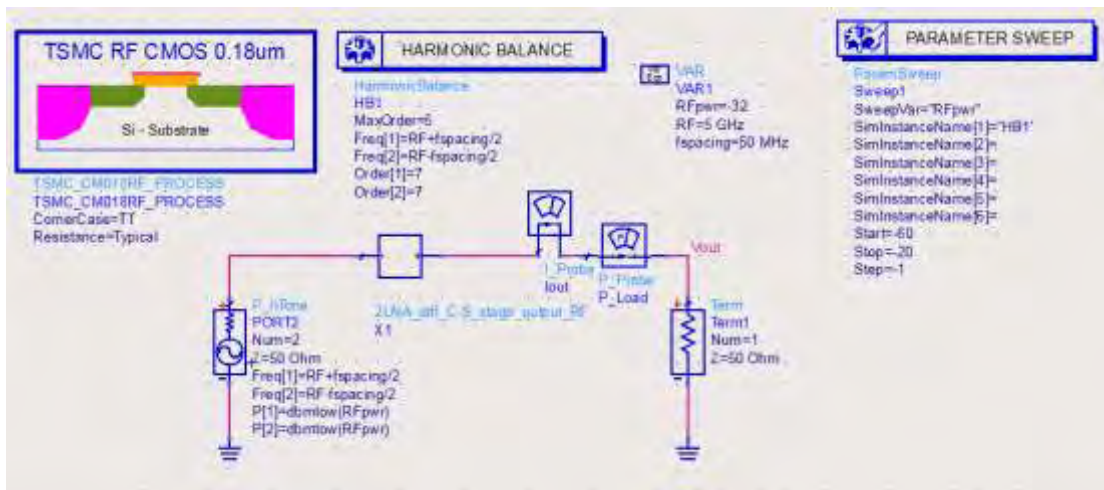 TSMC RF CMOS 0.18um
Si - Substrate
TSMC_CM018RF_PROCESS
TSMC_CM018RF_PROCESS
CornerCase=TT
Resistance=Typical
HARMONIC BALANCE
HarmonicBalance
HB1
MaxOrder=6
Freq[1]=RF+fspacing/2
Freq[2]=RF-fspacing/2
Order[1]=7
Order[2]=7
VAR
VAR1
RFpwr=-32
RF=5 GHz
fspacing=50 MHz
PARAMETER SWEEP
ParamSweep
Sweep1
SweepVar="RFpwr"
SimInstanceName[1]="HB1"
SimInstanceName[2]=
SimInstanceName[3]=
SimInstanceName[4]=
SimInstanceName[5]=
SimInstanceName[6]=
Start=-60
Stop=-20
Step=1
P_nTone
PORT2
Num=2
Z=50 Ohm
Freq[1]=RF+fspacing/2
Freq[2]=RF-fspacing/2
P[1]=dbmtow(RFpwr)
P[2]=dbmtow(RFpwr)
X1
I_Probe
Iout
P_Probe
P_Load
Vout
Term
Term1
Num=1
Z=50 Ohm